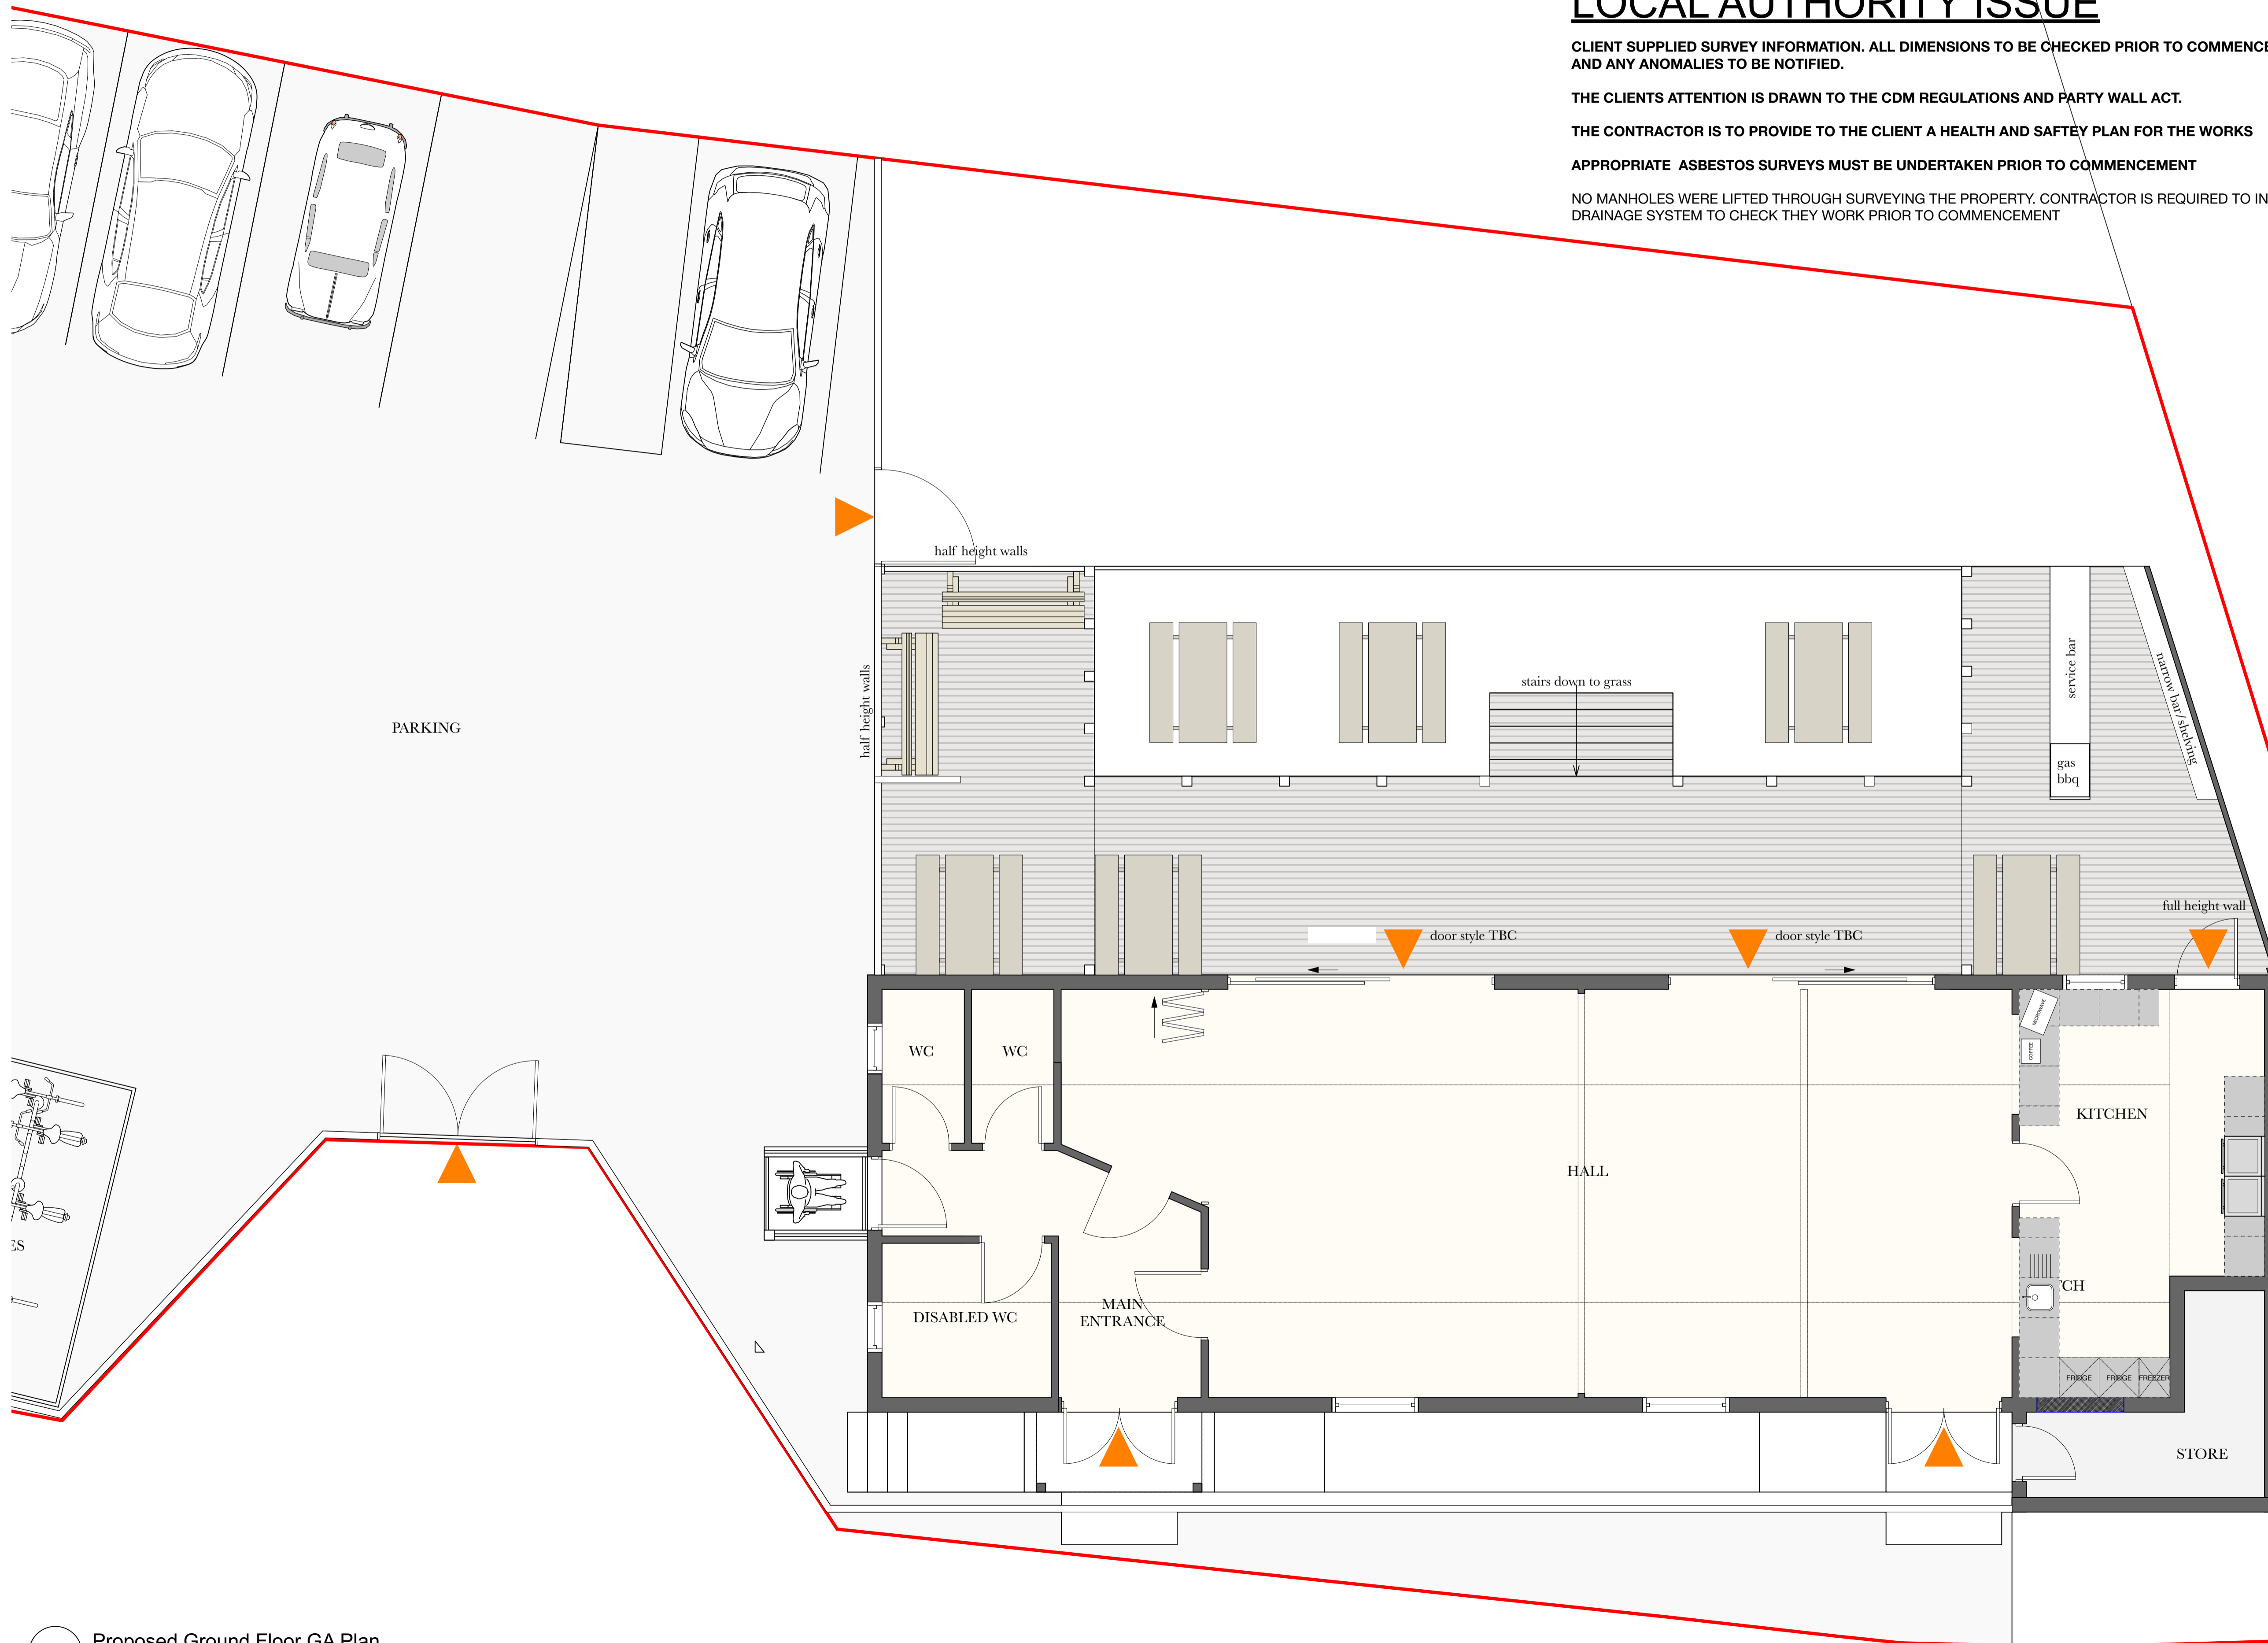 LOCAL AUTHORITY ISSUE
CLIENT SUPPLIED SURVEY INFORMATION. ALL DIMENSIONS TO BE CHECKED PRIOR TO COMMENCE
AND ANY ANOMALIES TO BE NOTIFIED.
THE CLIENTS ATTENTION IS DRAWN TO THE CDM REGULATIONS AND PARTY WALL ACT.
THE CONTRACTOR IS TO PROVIDE TO THE CLIENT A HEALTH AND SAFTEY PLAN FOR THE WORKS
APPROPRIATE ASBESTOS SURVEYS MUST BE UNDERTAKEN PRIOR TO COMMENCEMENT
NO MANHOLES WERE LIFTED THROUGH SURVEYING THE PROPERTY. CONTRACTOR IS REQUIRED TO IN
DRAINAGE SYSTEM TO CHECK THEY WORK PRIOR TO COMMENCEMENT
half height walls
half height walls
stairs down to grass
service bar
narrow bar/shelving
gas
bbq
PARKING
full height wall
door style TBC
door style TBC
WC
WC
MICROWAVE
COFFEE
KITCHEN
HALL
ES
TCH
MAIN
ENTRANCE
DISABLED WC
FRIDGE
FRIDGE
FREEZER
STORE
Proposed Ground Floor GA Plan